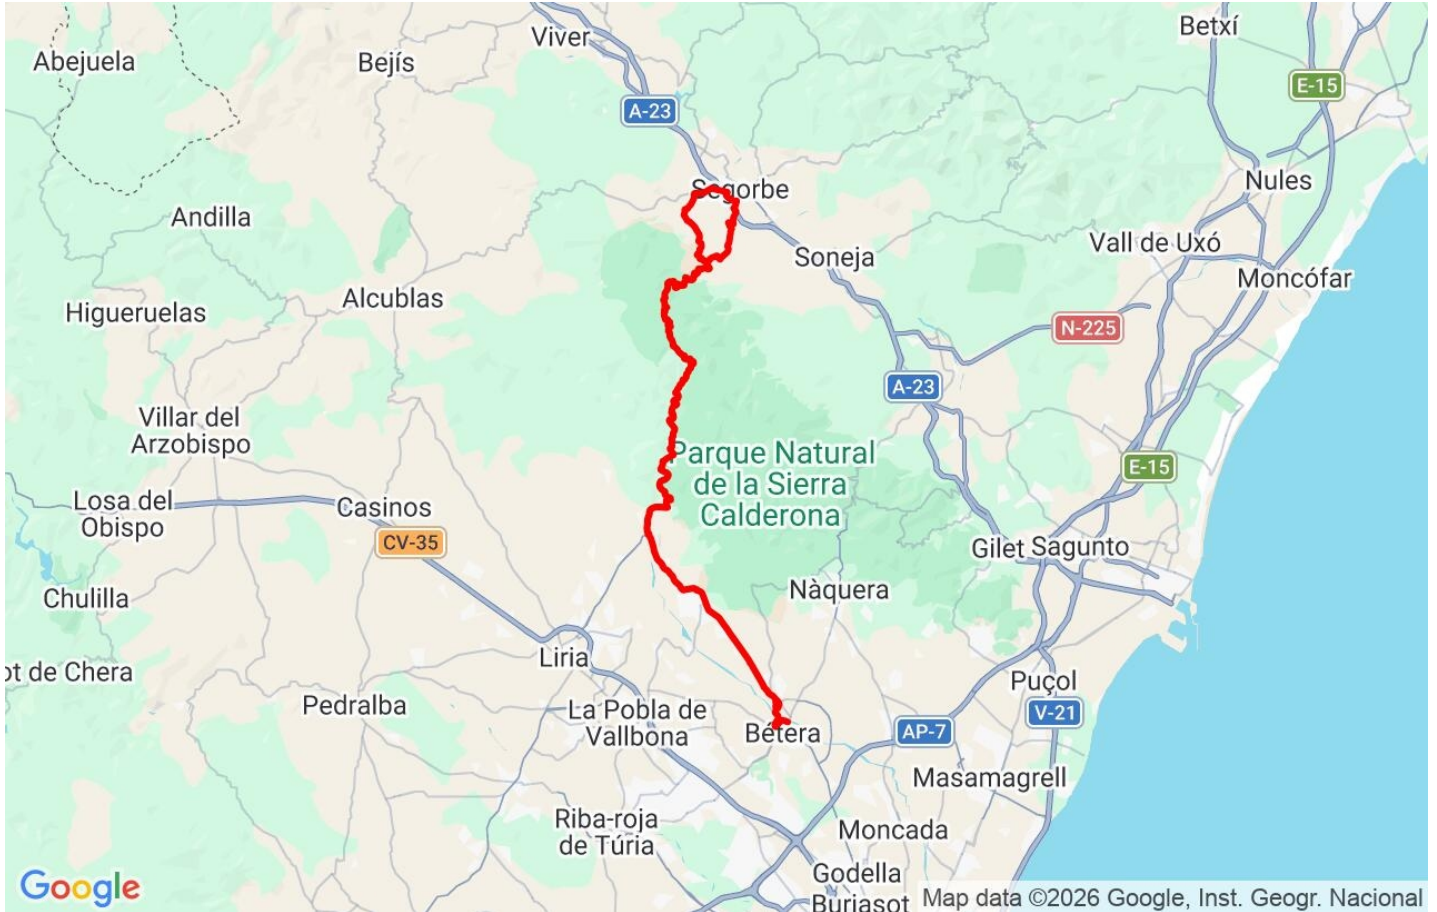 Betxí
Viver
Abejuela
Bejís
E-15
A-23
Segorbe
Nules
Andilla
Vall de Uxó
Soneja
Moncófar
Alcublas
Higueruelas
N-225
A-23
Villar del
Arzobispo
Parque Natural
de la Sierra
Calderona
E-15
Losa del
Obispo
Casinos
CV-35
Gilet
Sagunto
Chulilla
Nàquera
Liria
ot de Chera
Puçol
Pedralba
La Pobla de
Vallbona
V-21
Bétera
AP-7
Masamagrell
Riba-roja
de Túria
Moncada
Godella
Burjasot
Google
Map data ©2026 Google, Inst. Geogr. Nacional